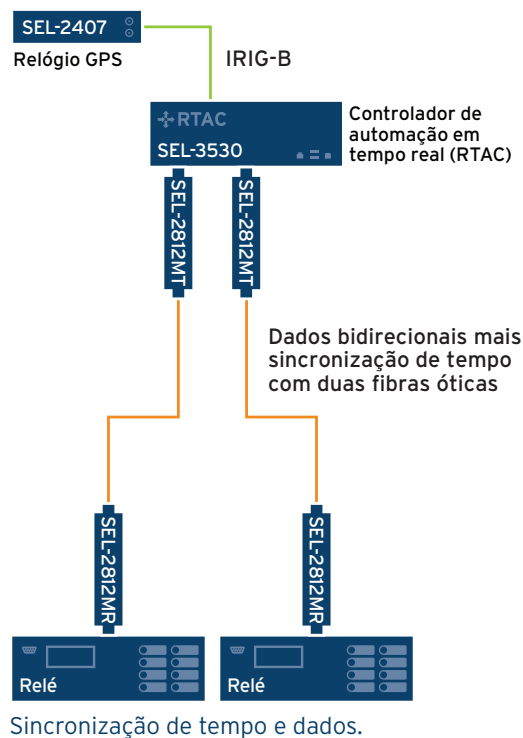 SEL-2407
Relógio GPS
IRIG-B
RTAC
SEL-3530
Controlador de
automação em
tempo real (RTAC)
SEL-2812MT
SEL-2812MT
Dados bidirecionais mais
sincronização de tempo
com duas fibras óticas
SEL-2812MR
SEL-2812MR
Relé
Relé
Sincronização de tempo e dados.